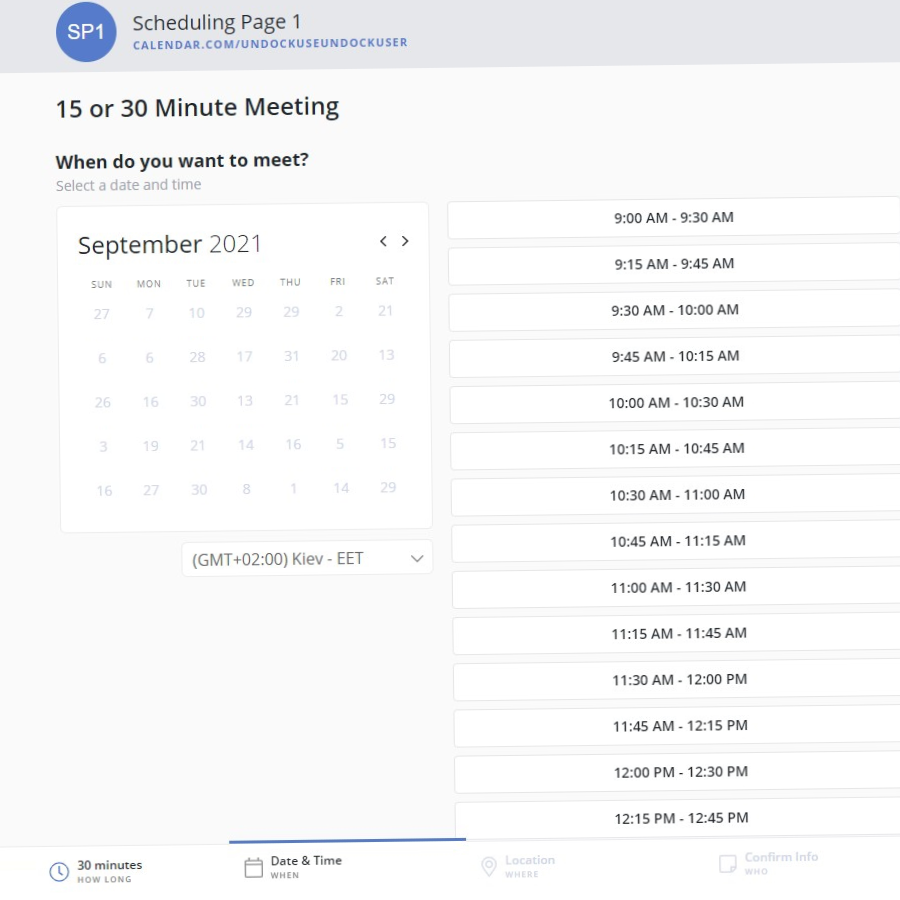 SP1
Scheduling Page 1
CALENDAR.COM/UNDOCKUSEUNDOCKUSER
15 or 30 Minute Meeting
When do you want to meet?
Select a date and time
September 2021
SUN MON TUE WED THU FRI SAT
27 7 10 29 29 2 21
6 6 28 17 31 20 13
26 16 30 13 21 15 29
3 19 21 14 16 5 15
16 27 30 8 1 14 29
(GMT+02:00) Kiev - EET
9:00 AM - 9:30 AM
9:15 AM - 9:45 AM
9:30 AM - 10:00 AM
9:45 AM - 10:15 AM
10:00 AM - 10:30 AM
10:15 AM - 10:45 AM
10:30 AM - 11:00 AM
10:45 AM - 11:15 AM
11:00 AM - 11:30 AM
11:15 AM - 11:45 AM
11:30 AM - 12:00 PM
11:45 AM - 12:15 PM
12:00 PM - 12:30 PM
12:15 PM - 12:45 PM
30 minutes
HOW LONG
Date & Time
WHEN
Location
WHERE
Confirm Info
WHO